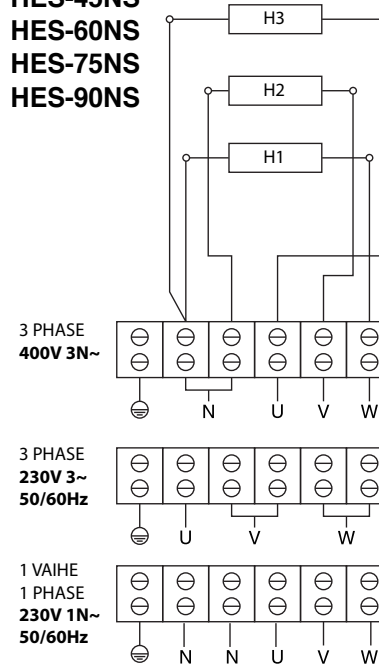 HES-60NS
HES-75NS
HES-90NS
H3
H2
H1
3 PHASE
400V 3N~
N U V W
3 PHASE
230V 3~
50/60Hz
U V W
1 VAIHE
1 PHASE
230V 1N~
50/60Hz
N N U V W